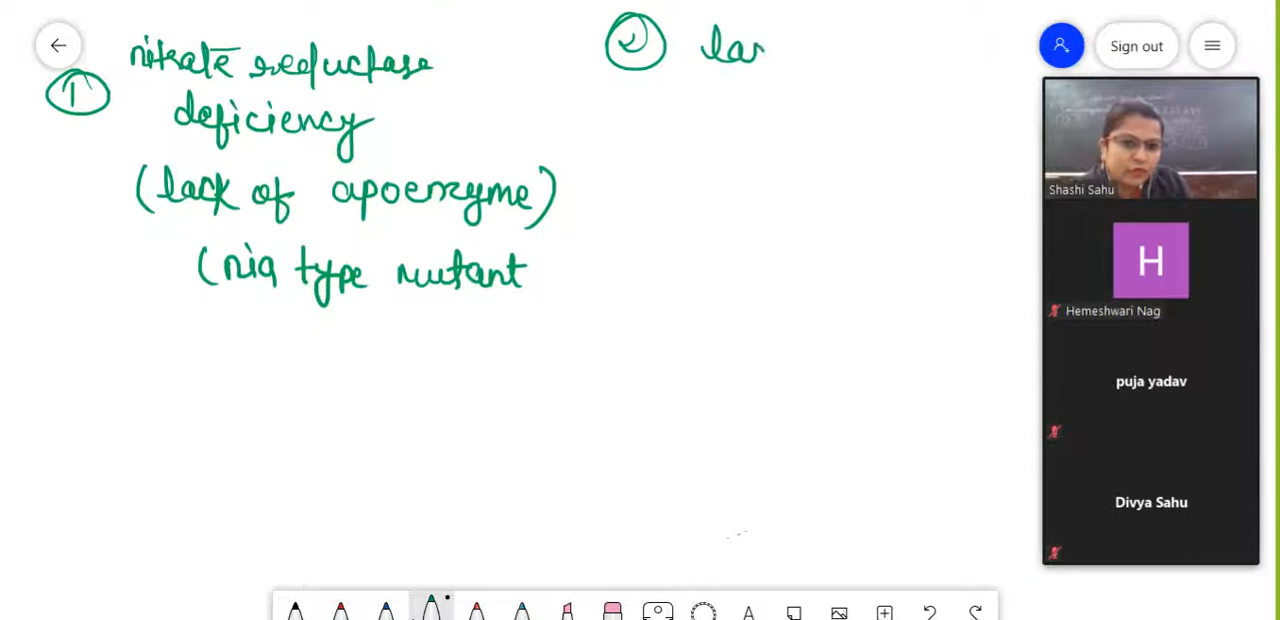 ① nitrate reductase
deficiency
(lack of apoenzyme)
(nia type mutant
② lac
Sign out
Shashi Sahu
H
Hemeshwari Nag
puja yadav
Divya Sahu
A